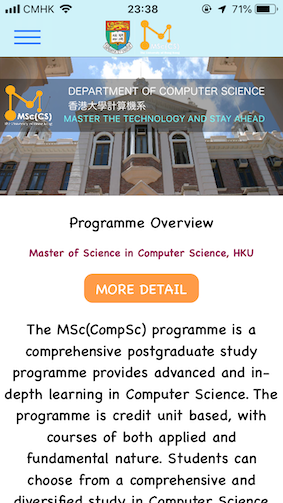 CMHK
23:38
71%
DEPARTMENT OF COMPUTER SCIENCE
香港大學計算機系
MASTER THE TECHNOLOGY AND STAY AHEAD
MSc(CS)
Programme Overview
Master of Science in Computer Science, HKU
MORE DETAIL
The MSc(CompSc) programme is a
comprehensive postgraduate study
programme provides advanced and in-
depth learning in Computer Science. The
programme is credit unit based, with
courses of both applied and
fundamental nature. Students can
choose from a comprehensive and
diversified study in Computer Science